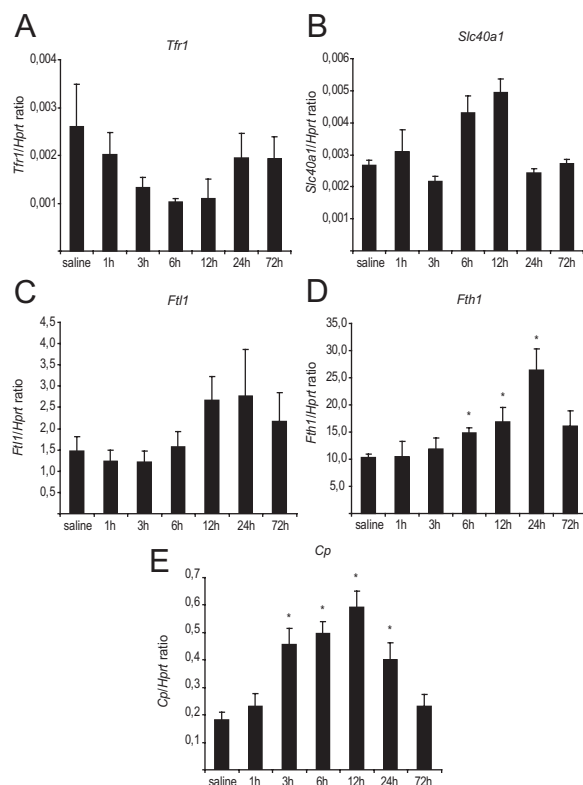 A
Tfr1
0,004
0,003
0,002
0,001
Tfr1/Hprt ratio
saline 1h 3h 6h 12h 24h 72h
B
Slc40a1
0,006
0,005
0,004
0,003
0,002
0,001
Slc40a1/Hprt ratio
saline 1h 3h 6h 12h 24h 72h
C
Ftl1
4,5
4,0
3,5
3,0
2,5
2,0
1,5
1,0
,5
Ftl1/Hprt ratio
saline 1h 3h 6h 12h 24h 72h
D
Fth1
35,0
30,0
25,0
20,0
15,0
10,0
Fth1/Hprt ratio
* * *
saline 1h 3h 6h 12h 24h 72h
E
Cp
0,7
0,6
0,5
0,4
0,3
0,2
0,1
Cp/Hprt ratio
* * * *
saline 1h 3h 6h 12h 24h 72h